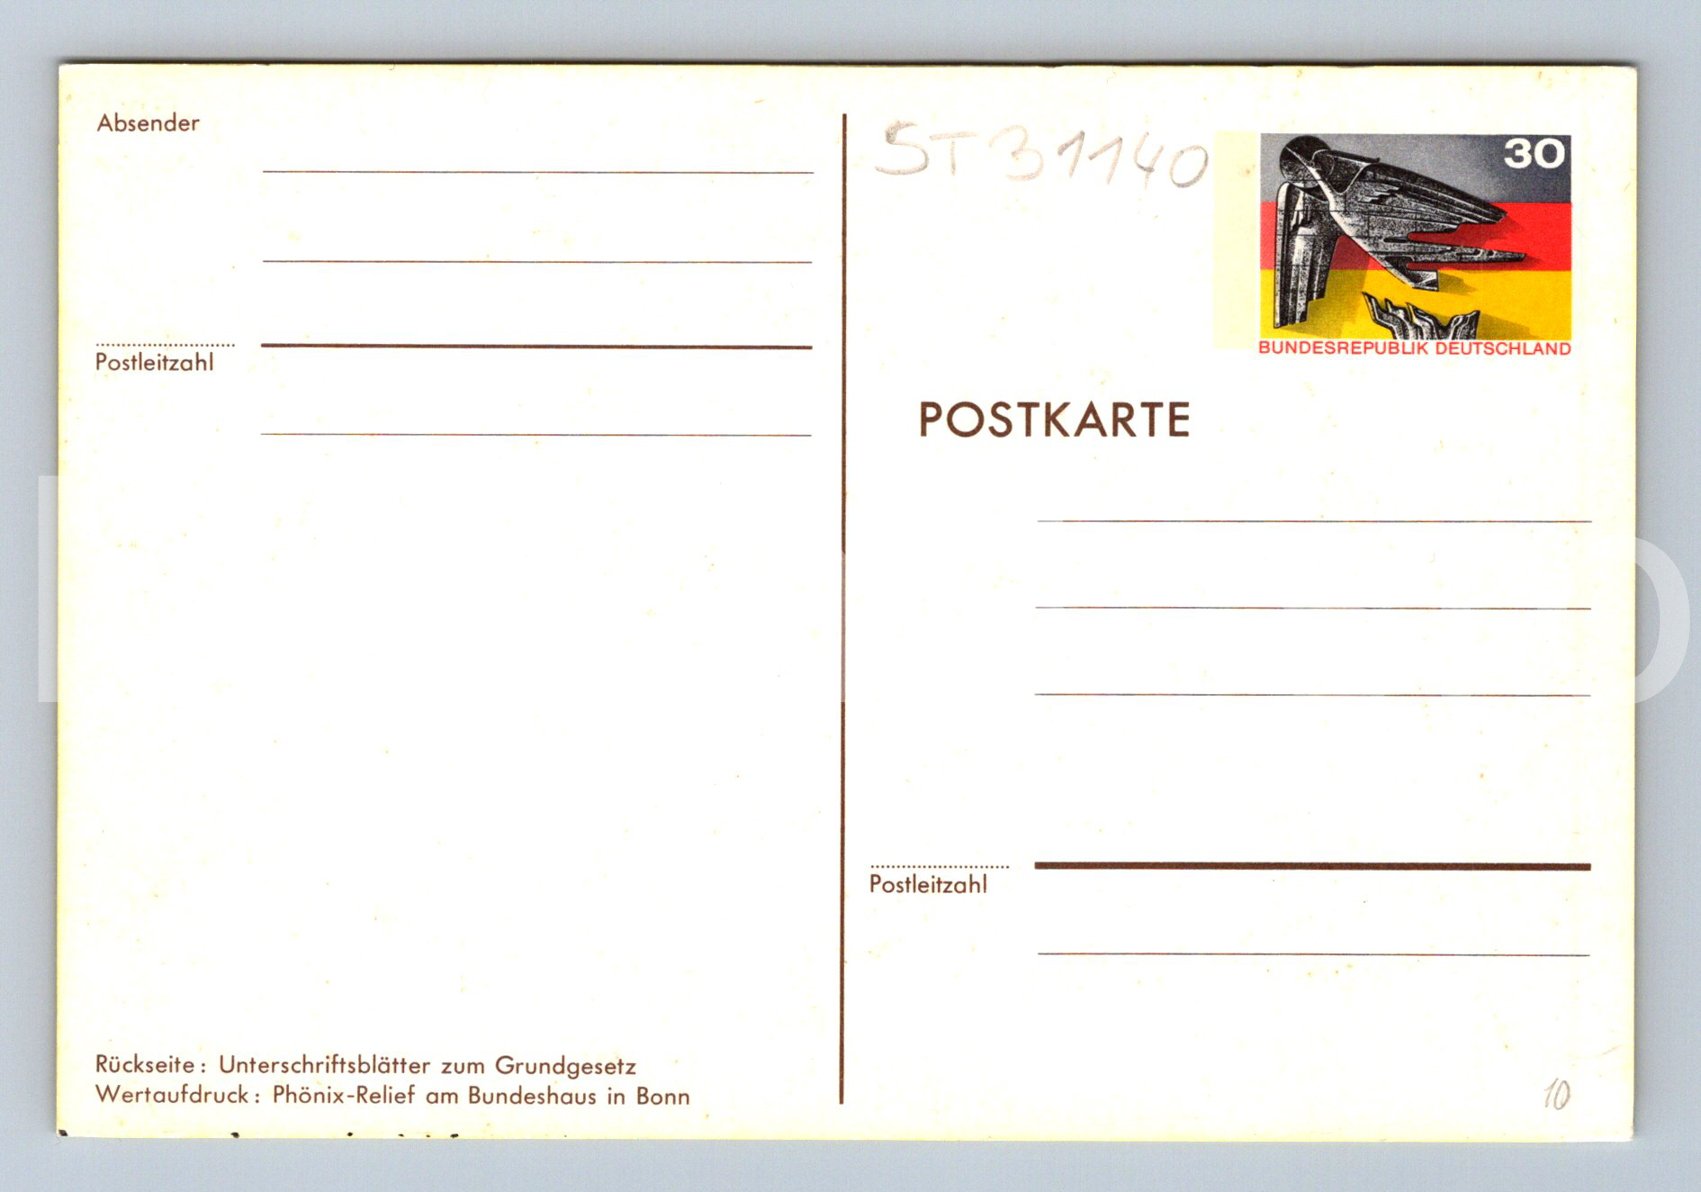 Absender
ST31140
30
BUNDESREPUBLIK DEUTSCHLAND
Postleitzahl
POSTKARTE
Postleitzahl
Rückseite: Unterschriftsblätter zum Grundgesetz
Wertaufdruck: Phönix-Relief am Bundeshaus in Bonn
10